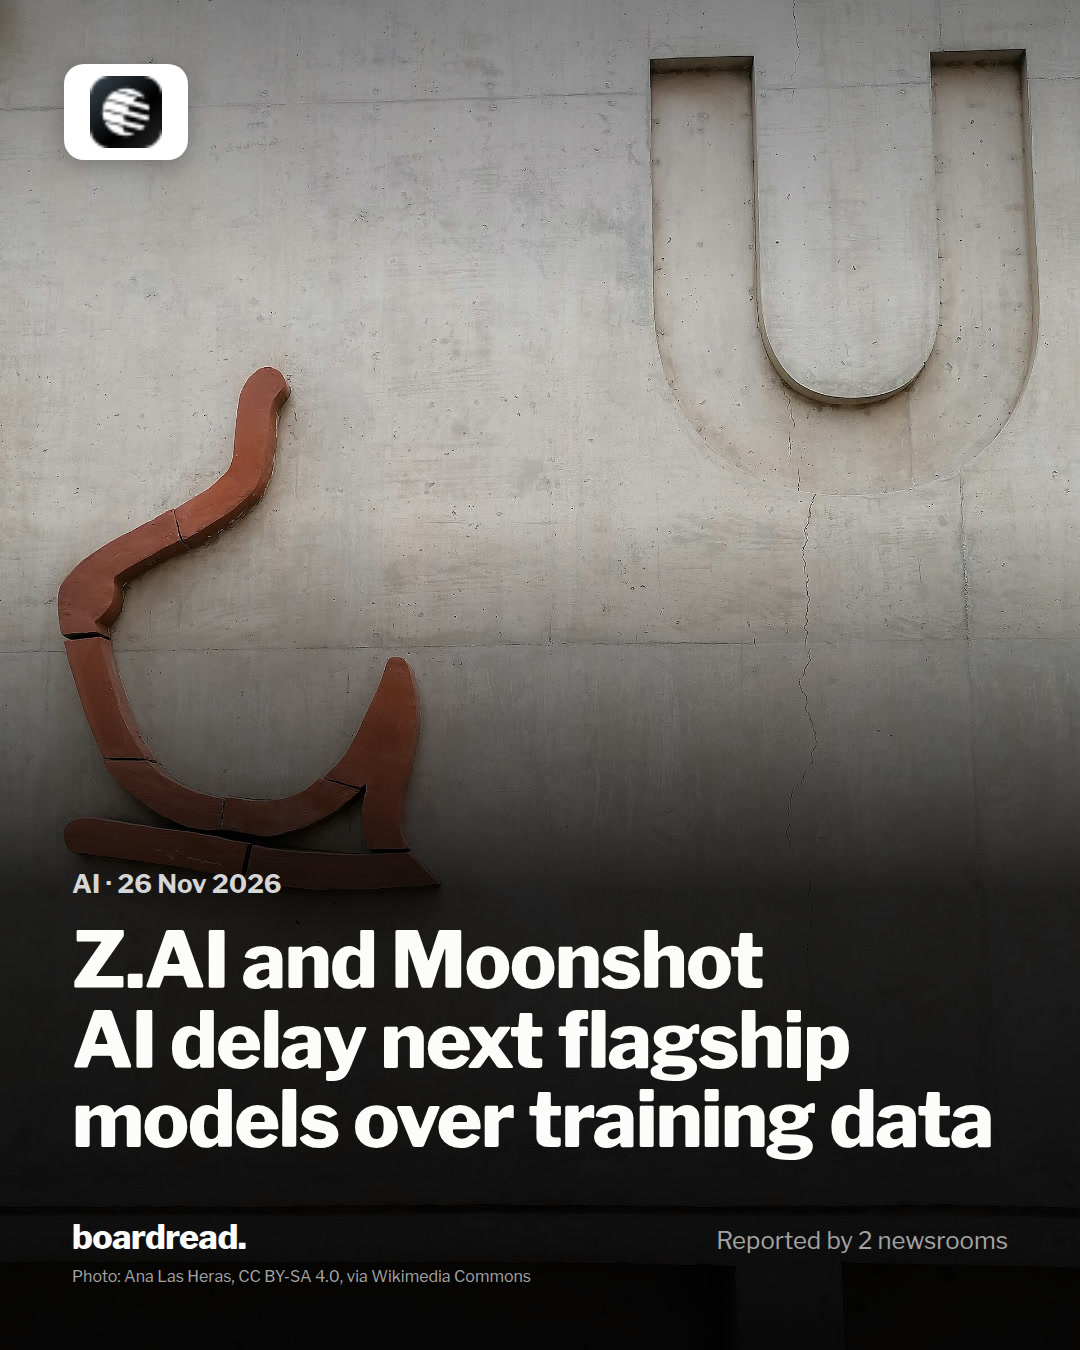 U
AI · 26 Nov 2026
Z.AI and Moonshot
AI delay next flagship
models over training data
boardread.
Reported by 2 newsrooms
Photo: Ana Las Heras, CC BY-SA 4.0, via Wikimedia Commons